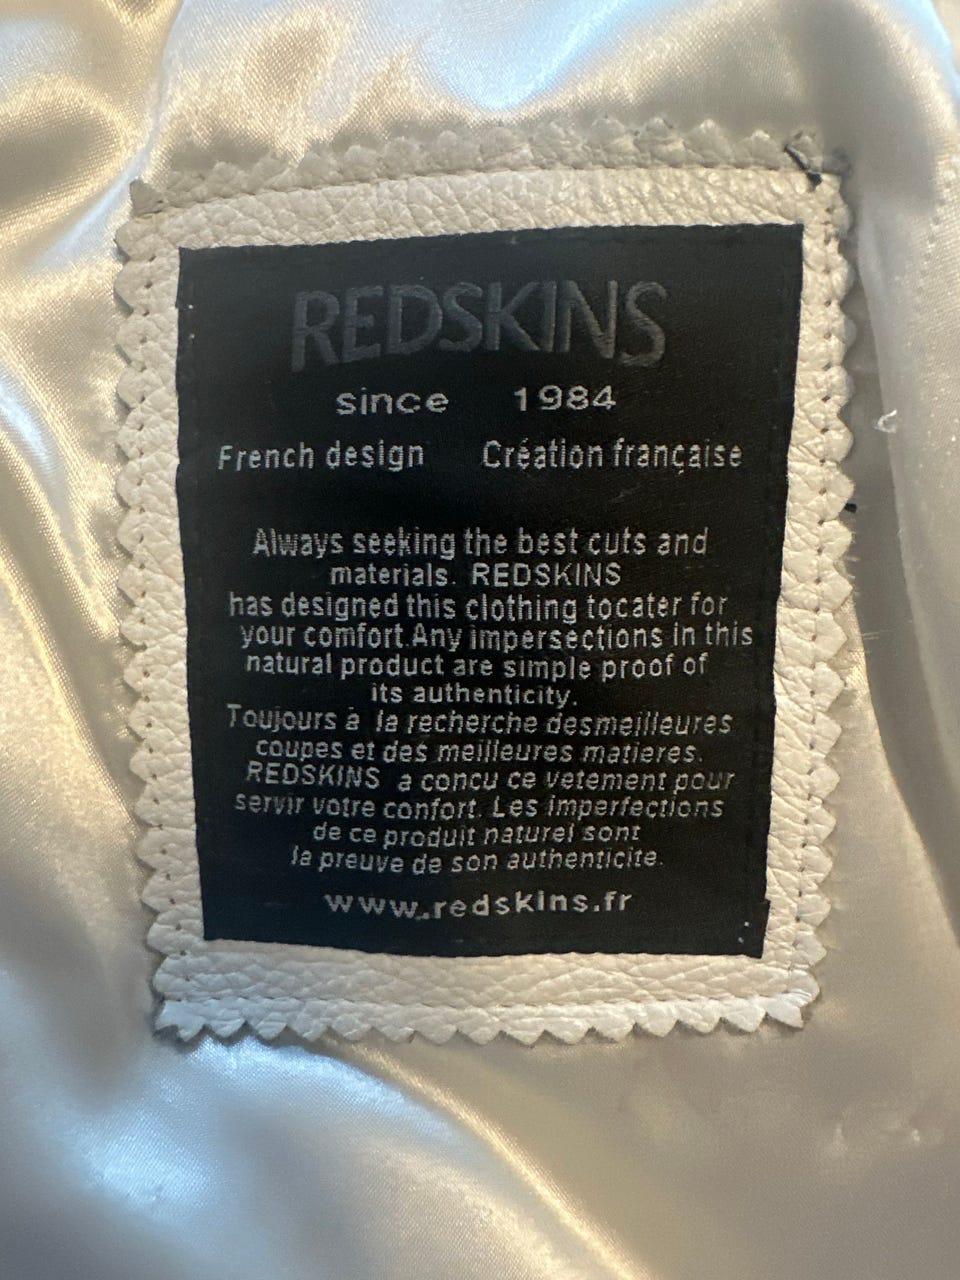 REDSKINS
since 1984
French design Création française
Always seeking the best cuts and
materials. REDSKINS
has designed this clothing tocater for
your comfort.Any impersections in this
natural product are simple proof of
its authenticity.
Toujours à la recherche desmeilleures
coupes et des meilleures matieres.
REDSKINS a concu ce vetement pour
servir votre confort. Les imperfections
de ce produit naturel sont
la preuve de son authenticite.
www.redskins.fr